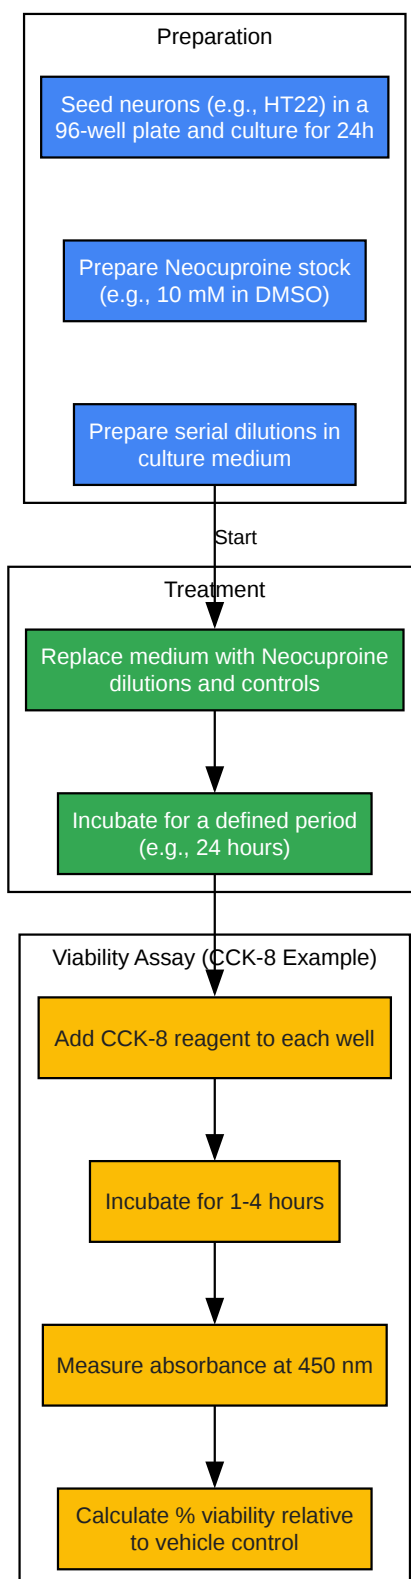 Preparation
Seed neurons (e.g., HT22) in a
96-well plate and culture for 24h
Prepare Neocuproine stock
(e.g., 10 mM in DMSO)
Prepare serial dilutions in
culture medium
Start
Treatment
Replace medium with Neocuproine
dilutions and controls
Incubate for a defined period
(e.g., 24 hours)
Viability Assay (CCK-8 Example)
Add CCK-8 reagent to each well
Incubate for 1-4 hours
Measure absorbance at 450 nm
Calculate % viability relative
to vehicle control